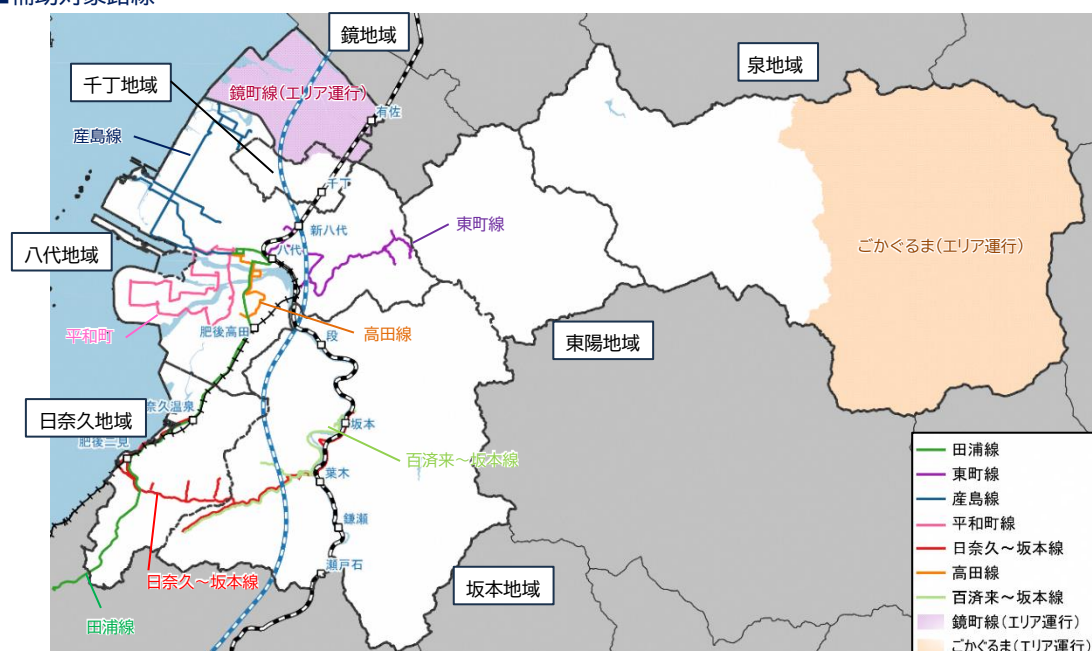 ■補助対象路線
鏡地域
泉地域
千丁地域
鏡町線(エリア運行)
有佐
産島線
千丁
新八代
東町線
八代
八代地域
ごかぐるま(エリア運行)
平和町
肥後高田
高田線
段
東陽地域
日奈久地域
奈久温泉
肥後二見
坂本
百済来~坂本線
葉木
鎌瀬
瀬戸石
日奈久~坂本線
坂本地域
田浦線
田浦線
東町線
産島線
平和町線
日奈久~坂本線
高田線
百済来~坂本線
鏡町線(エリア運行)
ごかぐるま(エリア運行)